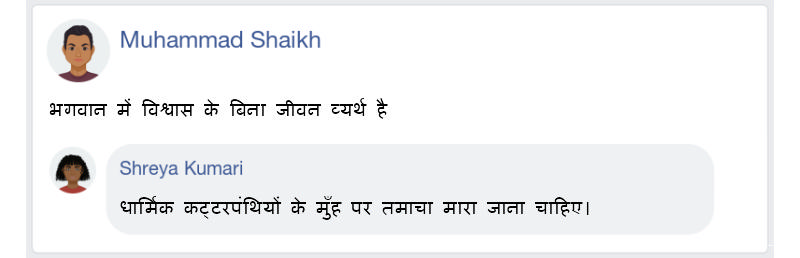 Muhammad Shaikh
भगवान में विश्वास के बिना जीवन व्यर्थ है
Shreya Kumari
धार्मिक कट्टरपंथियों के मुँह पर तमाचा मारा जाना चाहिए।